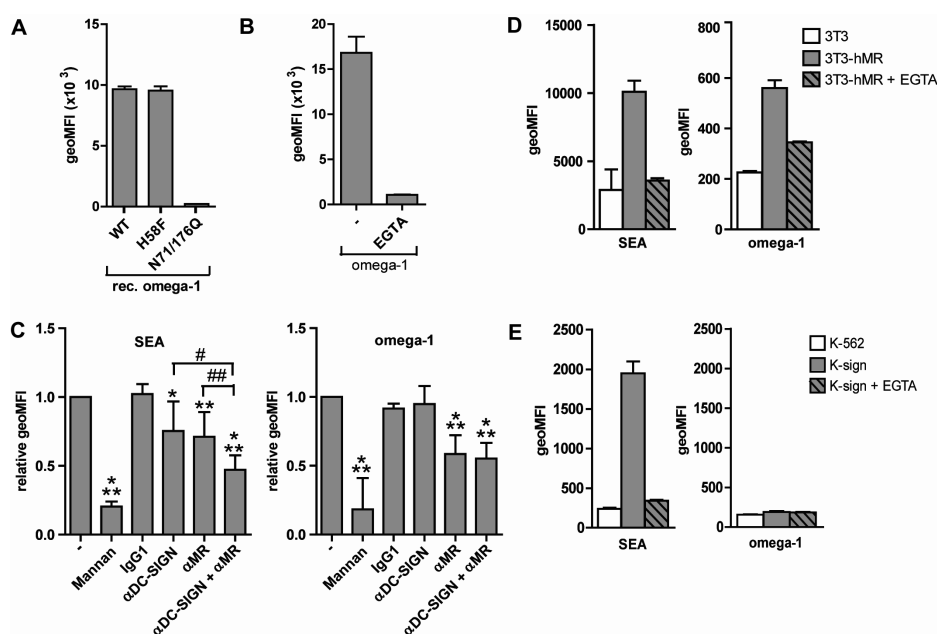 A
geoMFI (x10 3)
15
10
5
0
WT
H58F
N71/176Q
rec. omega-1
B
geoMFI (x10 3)
20
15
10
5
0
-
EGTA
omega-1
D
geoMFI
15000
10000
5000
0
SEA
geoMFI
800
600
400
200
0
omega-1
3T3
3T3-hMR
3T3-hMR + EGTA
C
SEA
relative geoMFI
1.5
1.0
0.5
0.0
*
**
*
**
*
**
#
##
-
Mannan
IgG1
αDC-SIGN
αMR
αDC-SIGN + αMR
omega-1
relative geoMFI
1.5
1.0
0.5
0.0
*
**
*
**
*
**
-
Mannan
IgG1
αDC-SIGN
αMR
αDC-SIGN + αMR
E
geoMFI
2500
2000
1500
1000
500
0
SEA
geoMFI
2500
2000
1500
1000
500
0
omega-1
K-562
K-sign
K-sign + EGTA